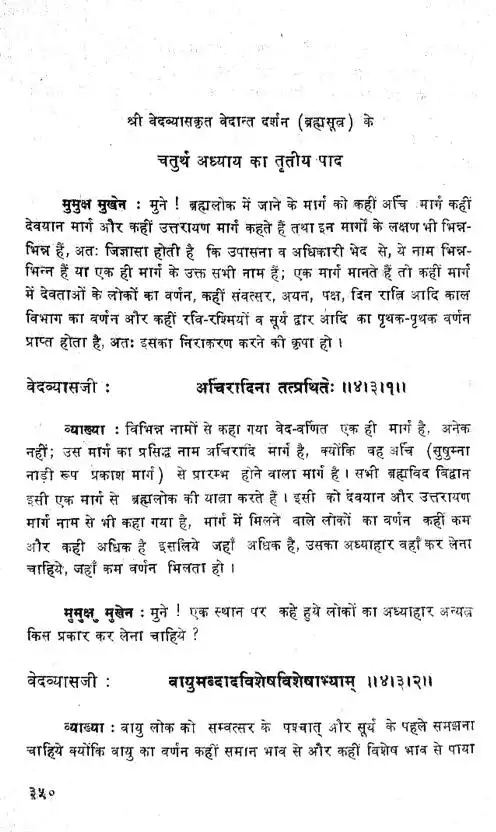 श्री वेदव्यासकृत वेदान्त दर्शन (ब्रह्मसूत्र) के
चतुर्थ अध्याय का तृतीय पाद
मुमुक्ष मुखेन : मुने ! ब्रह्मलोक में जाने के मार्ग को कहीं अर्चि मार्ग कहीं
देवयान मार्ग और कहीं उत्तरायण मार्ग कहते हैं तथा इन मार्गों के लक्षण भी भिन्न-
भिन्न हैं, अतः जिज्ञासा होती है कि उपासना व अधिकारी भेद से, ये नाम भिन्न-
भिन्न हैं या एक ही मार्ग के उक्त सभी नाम हैं; एक मार्ग मानते हैं तो कहीं मार्ग
में देवताओं के लोकों का वर्णन, कहीं संवत्सर, अयन, पक्ष, दिन रात्रि आदि काल
विभाग का वर्णन और कहीं रवि-रश्मियों व सूर्य द्वार आदि का पृथक-पृथक वर्णन
प्राप्त होता है, अतः इसका निराकरण करने की कृपा हो ।
वेदव्यासजी : अर्चिरादिना तत्प्रथितेः ॥४।३।१॥
व्याख्या : विभिन्न नामों से कहा गया वेद-वर्णित एक ही मार्ग है, अनेक
नहीं; उस मार्ग का प्रसिद्ध नाम अर्चिरादि मार्ग है, क्योंकि वह अर्चि (सुषुम्ना
नाड़ी रूप प्रकाश मार्ग) से प्रारम्भ होने वाला मार्ग है । सभी ब्रह्मविद विद्वान
इसी एक मार्ग से ब्रह्मलोक की यात्रा करते हैं । इसी को देवयान और उत्तरायण
मार्ग नाम से भी कहा गया है, मार्ग में मिलने वाले लोकों का वर्णन कहीं कम
और कही अधिक है इसलिये जहाँ अधिक है, उसका अध्याहार वहाँ कर लेना
चाहिये, जहाँ कम वर्णन मिलता हो ।
मुमुक्षु मुखेन : मुने ! एक स्थान पर कहे हुये लोकों का अध्याहार अन्यत्र
किस प्रकार कर लेना चाहिये ?
वेदव्यासजी : वायुमब्दादविशेषविशेषाभ्याम् ॥४।३।२॥
व्याख्या : वायु लोक को सम्वत्सर के पश्चात् और सूर्य के पहले समझना
चाहिये क्योंकि वायु का वर्णन कहीं समान भाव से और कहीं विशेष भाव से पाया
३५०